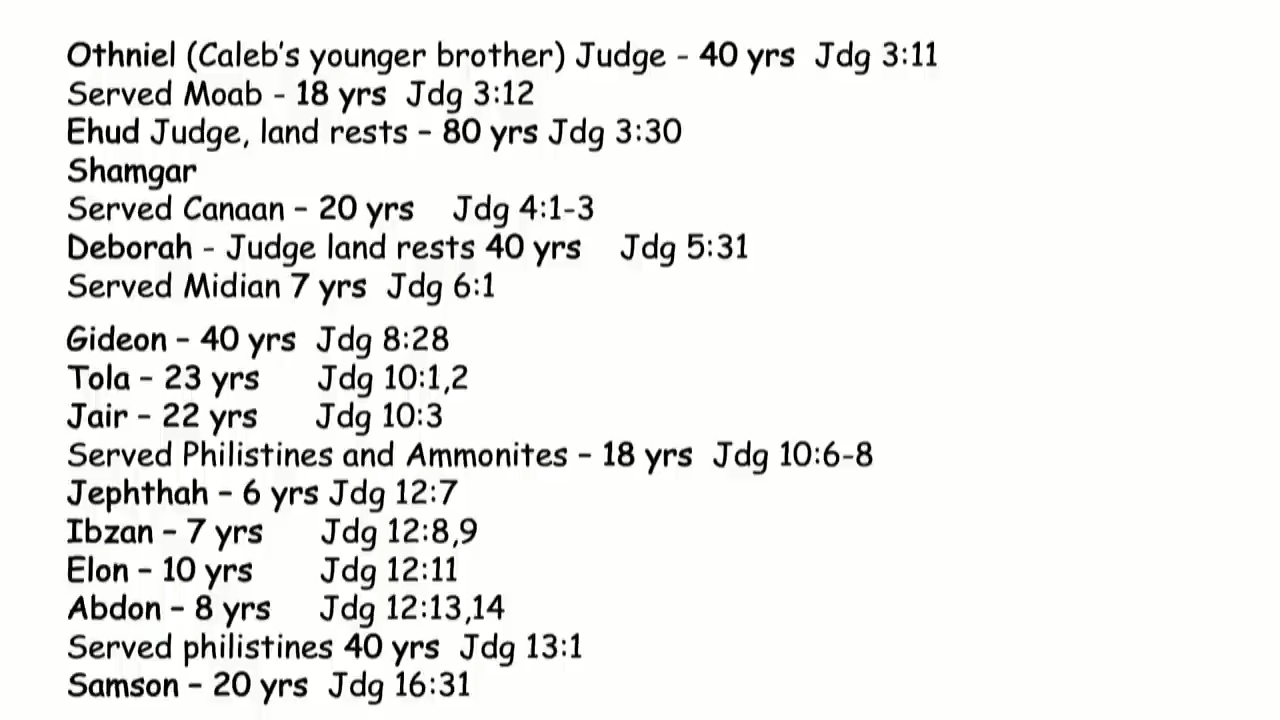 Othniel (Caleb's younger brother) Judge - 40 yrs Jdg 3:11
Served Moab - 18 yrs Jdg 3:12
Ehud Judge, land rests - 80 yrs Jdg 3:30
Shamgar
Served Canaan - 20 yrs Jdg 4:1-3
Deborah - Judge land rests 40 yrs Jdg 5:31
Served Midian 7 yrs Jdg 6:1
Gideon - 40 yrs Jdg 8:28
Tola - 23 yrs Jdg 10:1,2
Jair - 22 yrs Jdg 10:3
Served Philistines and Ammonites - 18 yrs Jdg 10:6-8
Jephthah - 6 yrs Jdg 12:7
Ibzan - 7 yrs Jdg 12:8,9
Elon - 10 yrs Jdg 12:11
Abdon - 8 yrs Jdg 12:13,14
Served philistines 40 yrs Jdg 13:1
Samson - 20 yrs Jdg 16:31